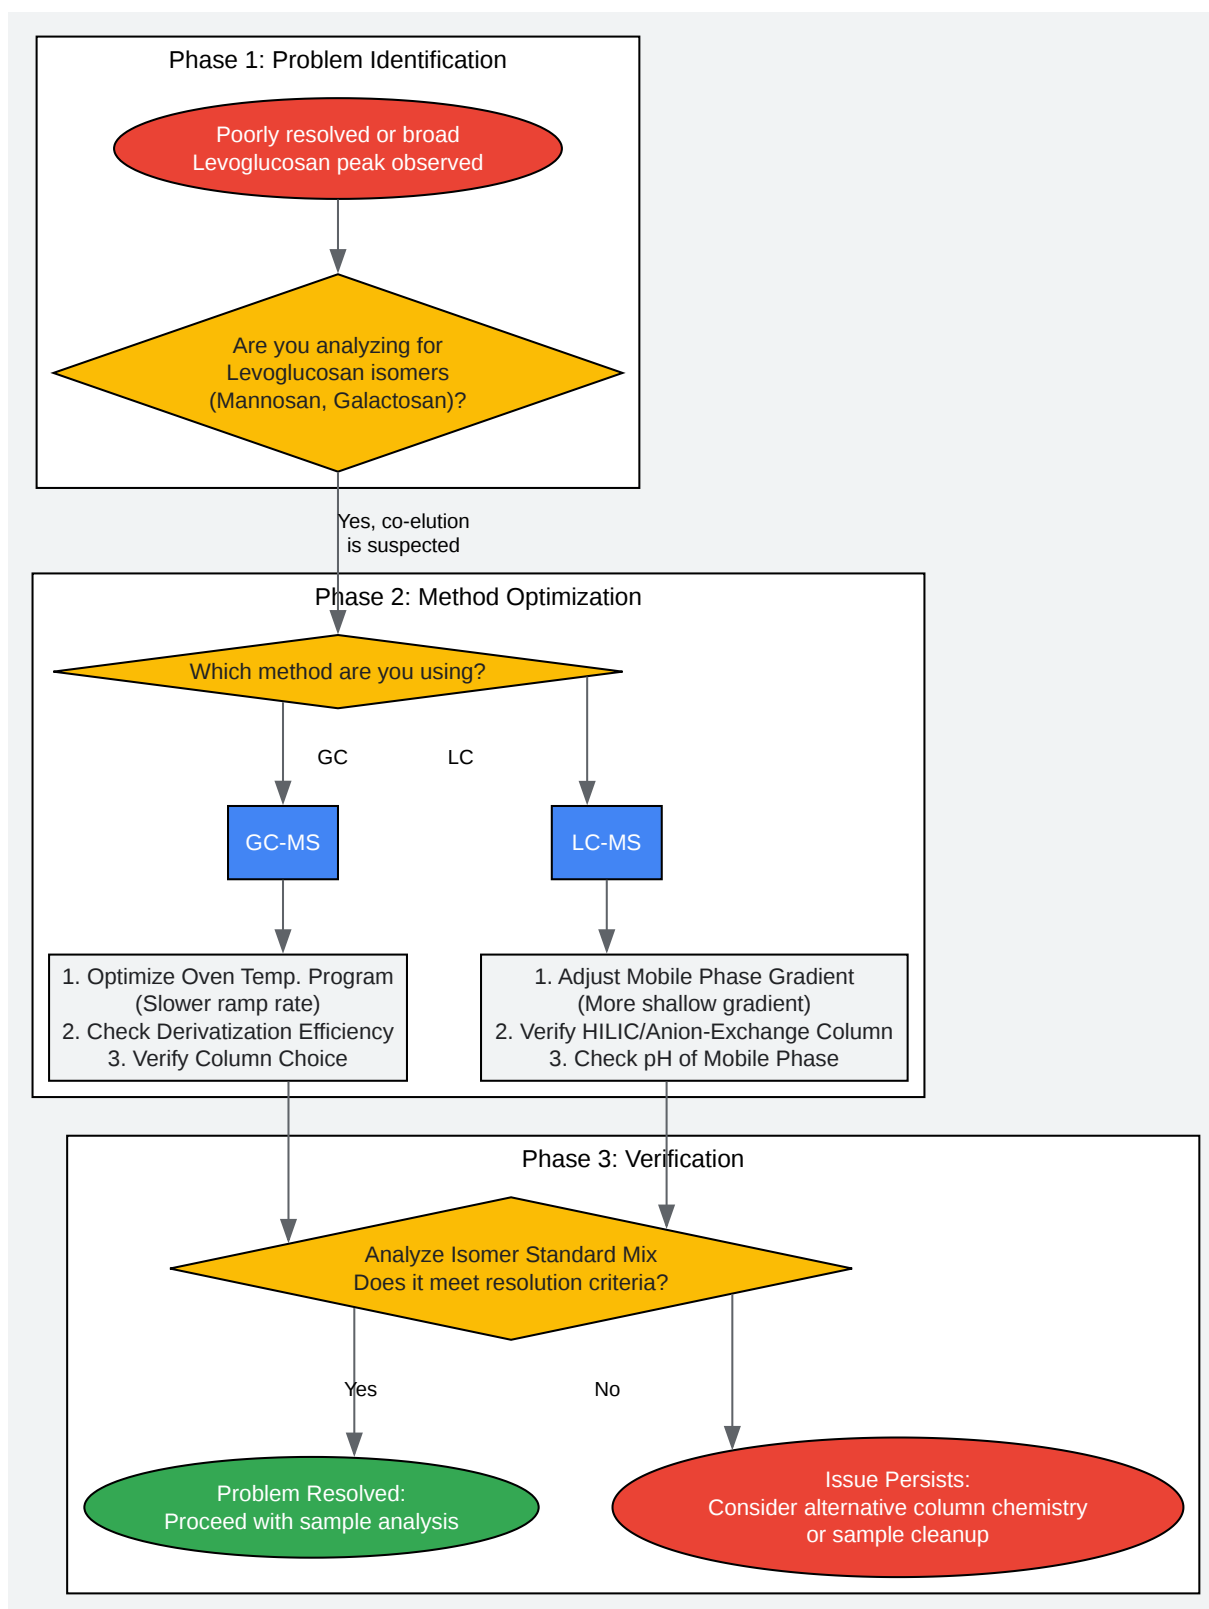 Phase 1: Problem Identification
Poorly resolved or broad
Levoglucosan peak observed
Are you analyzing for
Levoglucosan isomers
(Mannosan, Galactosan)?
Yes, co-elution
is suspected
Phase 2: Method Optimization
Which method are you using?
GC
LC
GC-MS
LC-MS
1. Optimize Oven Temp. Program
(Slower ramp rate)
2. Check Derivatization Efficiency
3. Verify Column Choice
1. Adjust Mobile Phase Gradient
(More shallow gradient)
2. Verify HILIC/Anion-Exchange Column
3. Check pH of Mobile Phase
Phase 3: Verification
Analyze Isomer Standard Mix
Does it meet resolution criteria?
Yes
No
Problem Resolved:
Proceed with sample analysis
Issue Persists:
Consider alternative column chemistry
or sample cleanup